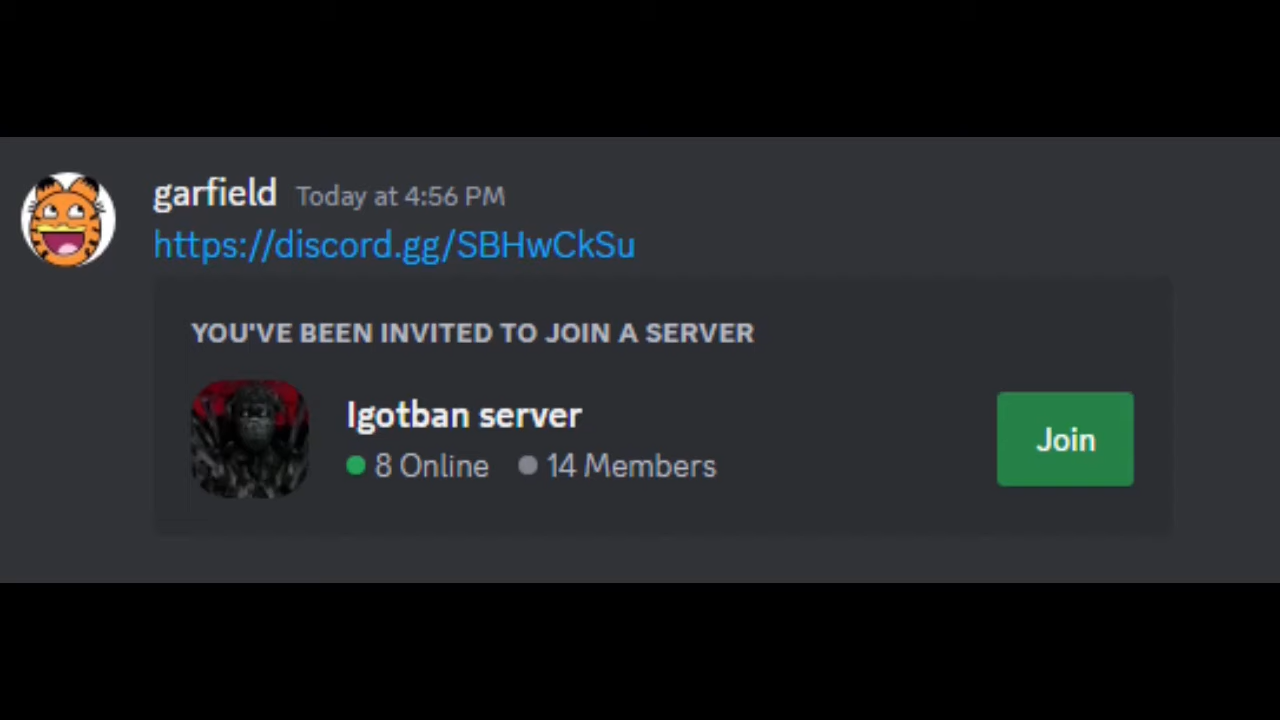 garfield Today at 4:56 PM
https://discord.gg/SBHwCkSu
YOU'VE BEEN INVITED TO JOIN A SERVER
Igotban server
8 Online 14 Members
Join